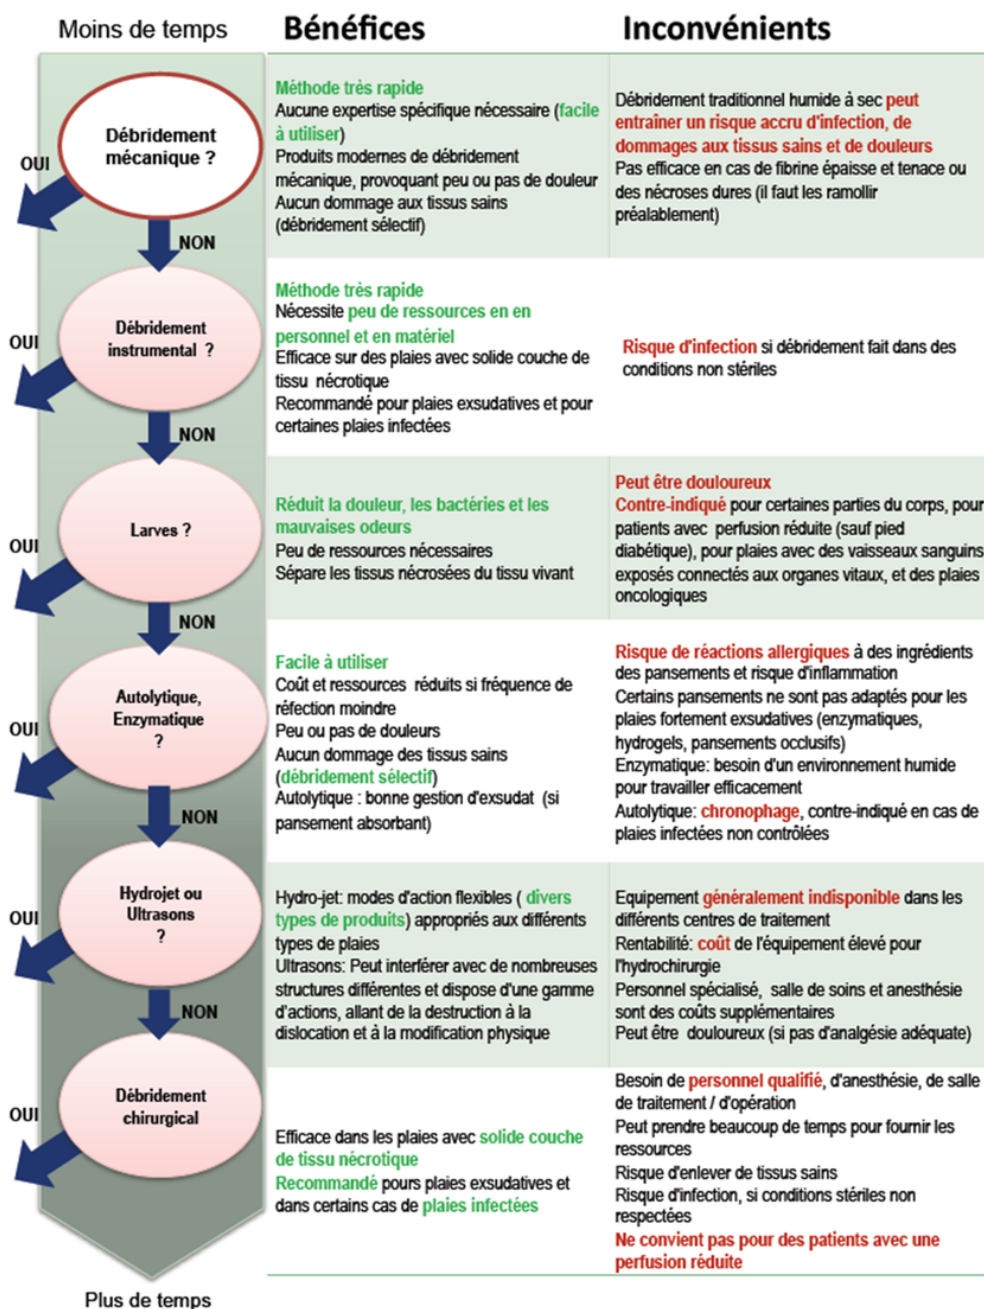 Moins de temps
Bénéfices
Inconvénients
Débridement
mécanique ?
OUI
NON
Méthode très rapide
Aucune expertise spécifique nécessaire (facile
à utiliser)
Produits modernes de débridement
mécanique, provoquant peu ou pas de douleur
Aucun dommage aux tissus sains
(débridement sélectif)
Débridement traditionnel humide à sec peut
entraîner un risque accru d'infection, de
dommages aux tissus sains et de douleurs
Pas efficace en cas de fibrine épaisse et tenace ou
des nécroses dures (il faut les ramollir
préalablement)
Débridement
instrumental ?
OUI
NON
Méthode très rapide
Nécessite peu de ressources en en
personnel et en matériel
Efficace sur des plaies avec solide couche de
tissu nécrotique
Recommandé pour plaies exsudatives et pour
certaines plaies infectées
Risque d'infection si débridement fait dans des
conditions non stériles
Larves ?
OUI
NON
Réduit la douleur, les bactéries et les
mauvaises odeurs
Peu de ressources nécessaires
Sépare les tissus nécrosées du tissu vivant
Peut être douloureux
Contre-indiqué pour certaines parties du corps, pour
patients avec perfusion réduite (sauf pied
diabétique), pour plaies avec des vaisseaux sanguins
exposés connectés aux organes vitaux, et des plaies
oncologiques
Autolytique,
Enzymatique
?
OUI
NON
Facile à utiliser
Coût et ressources réduits si fréquence de
réfection moindre
Peu ou pas de douleurs
Aucun dommage des tissus sains
(débridement sélectif)
Autolytique : bonne gestion d'exsudat (si
pansement absorbant)
Risque de réactions allergiques à des ingrédients
des pansements et risque d'inflammation
Certains pansements ne sont pas adaptés pour les
plaies fortement exsudatives (enzymatiques,
hydrogels, pansements occlusifs)
Enzymatique: besoin d'un environnement humide
pour travailler efficacement
Autolytique: chronophage, contre-indiqué en cas de
plaies infectées non contrôlées
Hydrojet ou
Ultrasons
?
OUI
NON
Hydro-jet: modes d'action flexibles ( divers
types de produits) appropriés aux différents
types de plaies
Ultrasons: Peut interférer avec de nombreuses
structures différentes et dispose d'une gamme
d'actions, allant de la destruction à la
dislocation et à la modification physique
Equipement généralement indisponible dans les
différents centres de traitement
Rentabilité: coût de l'équipement élevé pour
l'hydrochirurgie
Personnel spécialisé, salle de soins et anesthésie
sont des coûts supplémentaires
Peut être douloureux (si pas d'analgésie adéquate)
Débridement
chirurgical
OUI
Efficace dans les plaies avec solide couche
de tissu nécrotique
Recommandé pours plaies exsudatives et
dans certains cas de plaies infectées
Besoin de personnel qualifié, d'anesthésie, de salle
de traitement / d'opération
Peut prendre beaucoup de temps pour fournir les
ressources
Risque d'enlever de tissus sains
Risque d'infection, si conditions stériles non
respectées
Ne convient pas pour des patients avec une
perfusion réduite
Plus de temps